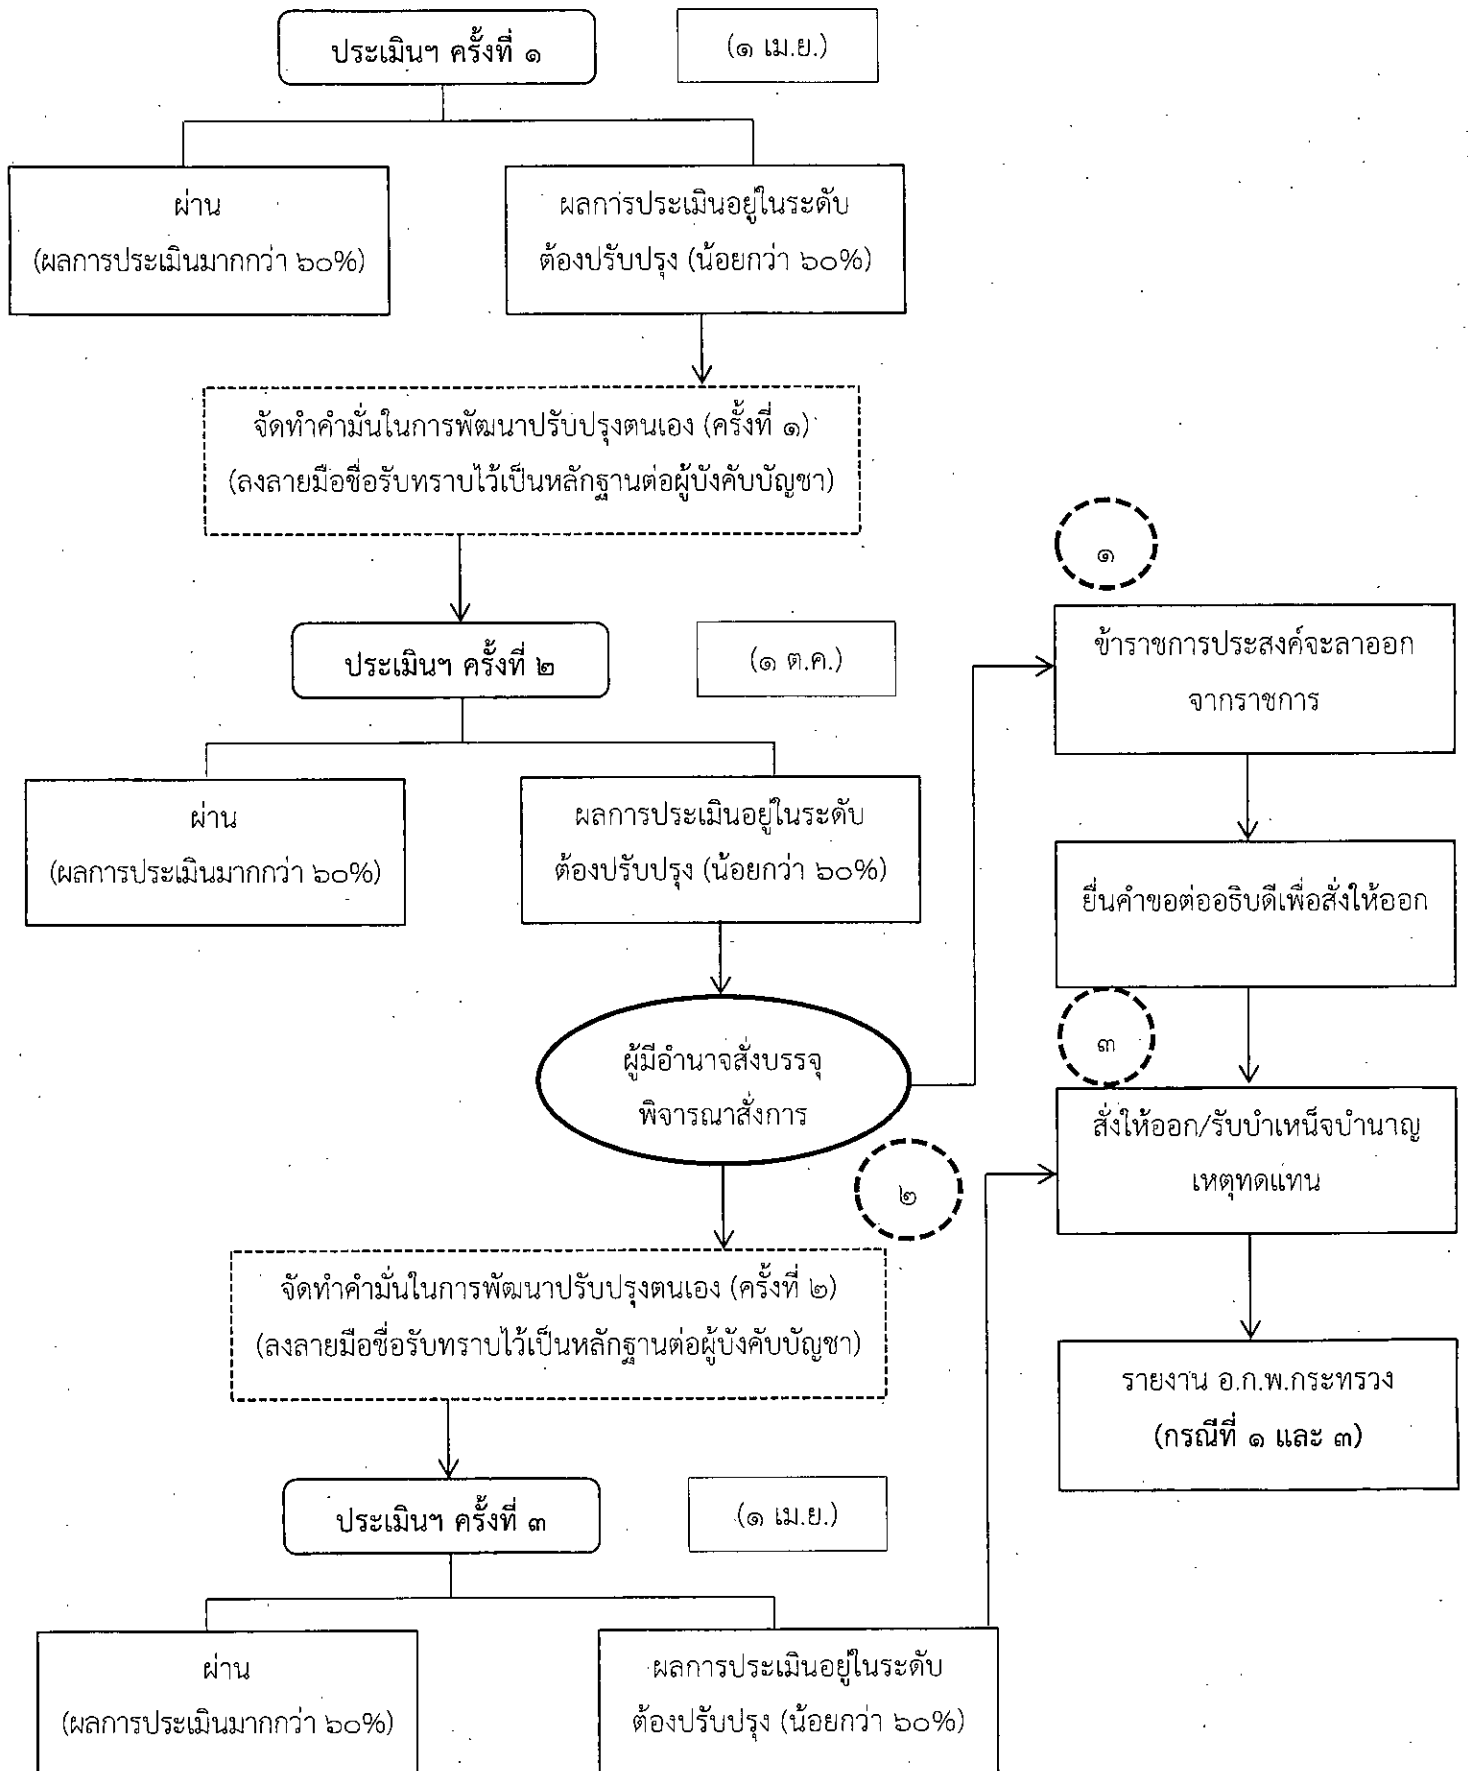 ประเมินฯ ครั้งที่ ๑
(๑ เม.ย.)
ผ่าน
(ผลการประเมินมากกว่า ๖๐%)
ผลการประเมินอยู่ในระดับ
ต้องปรับปรุง (น้อยกว่า ๖๐%)
จัดทำคำมั่นในการพัฒนาปรับปรุงตนเอง (ครั้งที่ ๑)
(ลงลายมือชื่อรับทราบไว้เป็นหลักฐานต่อผู้บังคับบัญชา)
ประเมินฯ ครั้งที่ ๒
(๑ ต.ค.)
ผ่าน
(ผลการประเมินมากกว่า ๖๐%)
ผลการประเมินอยู่ในระดับ
ต้องปรับปรุง (น้อยกว่า ๖๐%)
ผู้มีอำนาจสั่งบรรจุ
พิจารณาสั่งการ
๑
ข้าราชการประสงค์จะลาออก
จากราชการ
ยื่นคำขอต่ออธิบดีเพื่อสั่งให้ออก
๓
สั่งให้ออก/รับบำเหน็จบำนาญ
เหตุทดแทน
รายงาน อ.ก.พ.กระทรวง
(กรณีที่ ๑ และ ๓)
๒
จัดทำคำมั่นในการพัฒนาปรับปรุงตนเอง (ครั้งที่ ๒)
(ลงลายมือชื่อรับทราบไว้เป็นหลักฐานต่อผู้บังคับบัญชา)
ประเมินฯ ครั้งที่ ๓
(๑ เม.ย.)
ผ่าน
(ผลการประเมินมากกว่า ๖๐%)
ผลการประเมินอยู่ในระดับ
ต้องปรับปรุง (น้อยกว่า ๖๐%)